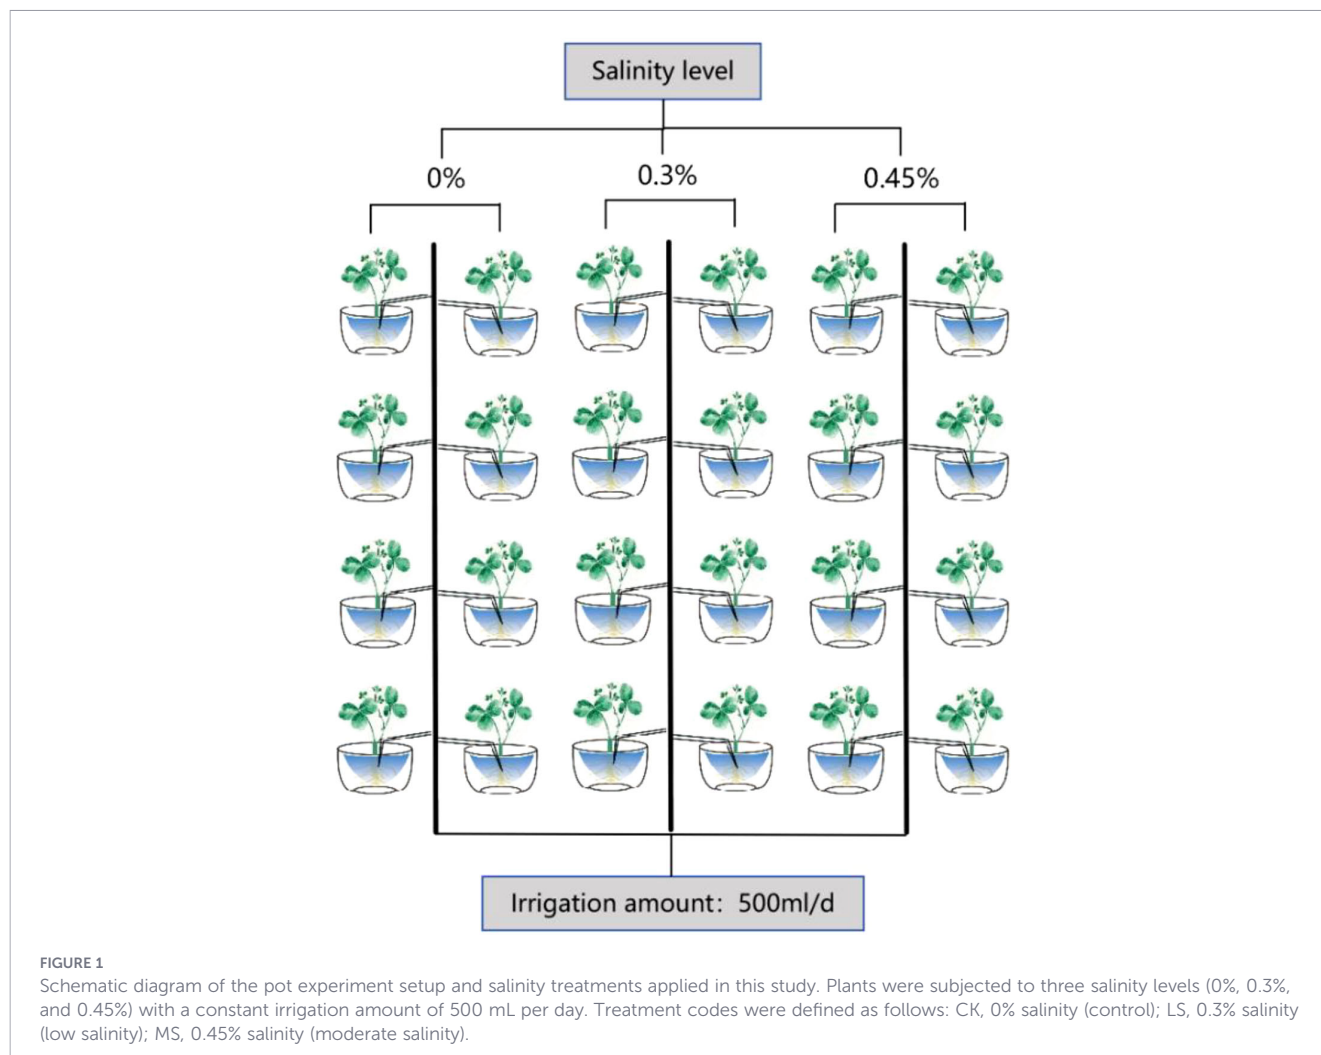 Salinity level
0%
0.3%
0.45%
Irrigation amount: 500ml/d
FIGURE 1
Schematic diagram of the pot experiment setup and salinity treatments applied in this study. Plants were subjected to three salinity levels (0%, 0.3%,
and 0.45%) with a constant irrigation amount of 500 mL per day. Treatment codes were defined as follows: CK, 0% salinity (control); LS, 0.3% salinity
(low salinity); MS, 0.45% salinity (moderate salinity).